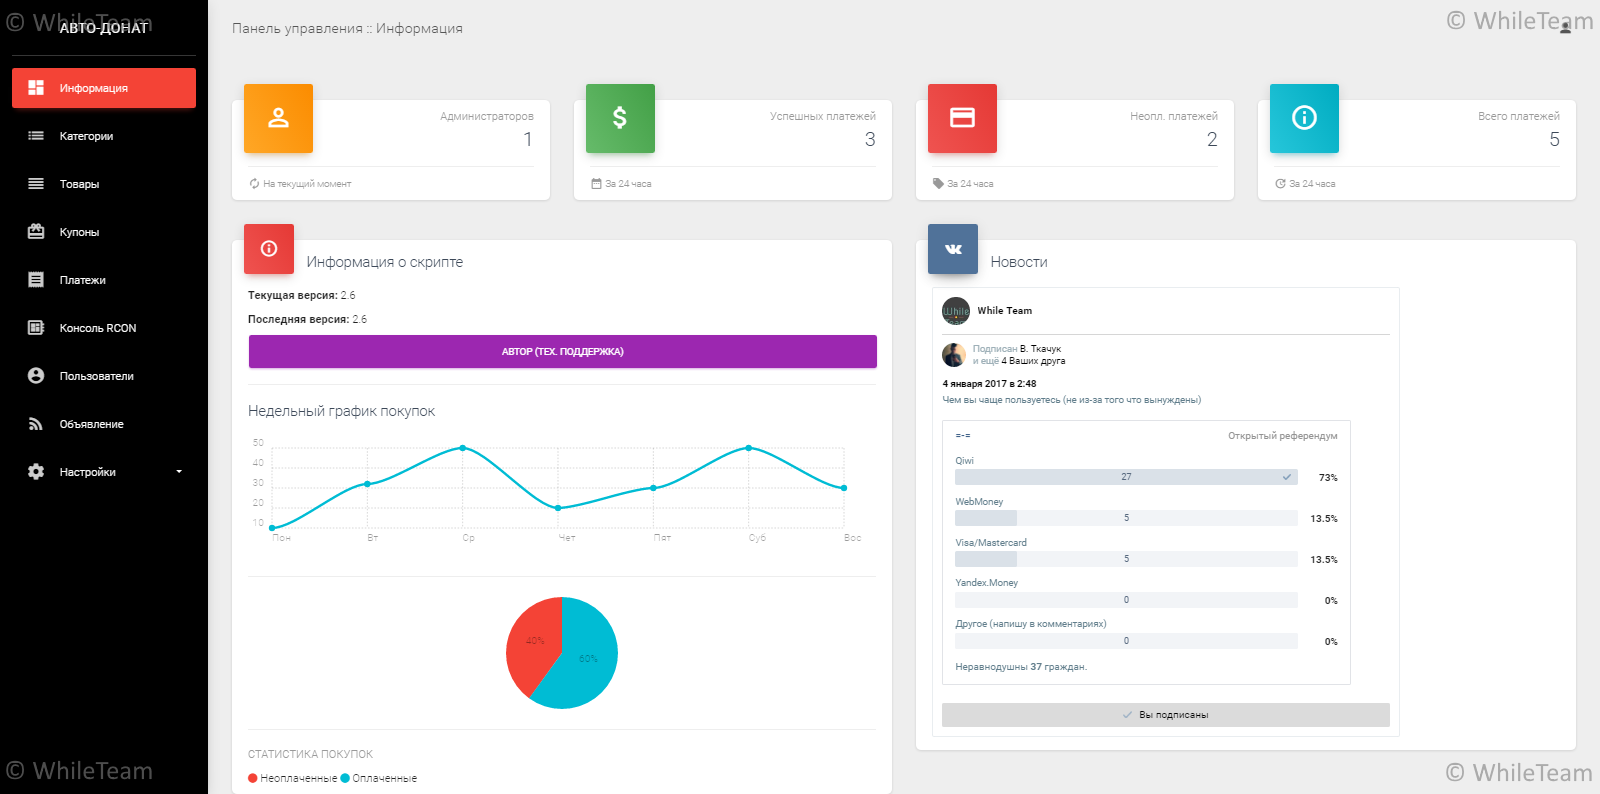 © WhileTeam
АВТО-ДОНАТ
Информация
Категории
Товары
Купоны
Платежи
Консоль RCON
Пользователи
Объявление
Настройки
© WhileTeam
Панель управления :: Информация
© WhileTeam
Администраторов
1
На текущий момент
Успешных платежей
3
За 24 часа
Неопл. платежей
2
За 24 часа
Всего платежей
5
За 24 часа
Информация о скрипте
Текущая версия: 2.6
Последняя версия: 2.6
АВТОР (ТЕХ. ПОДДЕРЖКА)
Недельный график покупок
50
40
30
20
10
Пон Вт Ср Чет Пят Суб Вос
40%
60%
СТАТИСТИКА ПОКУПОК
Неоплаченные Оплаченные
Новости
While Team
Подписан В. Ткачук
и ещё 4 Ваших друга
4 января 2017 в 2:48
Чем вы чаще пользуетесь (не из-за того что вынуждены)
=-= Открытый референдум
Qiwi
27 73%
WebMoney
5 13.5%
Visa/Mastercard
5 13.5%
Yandex.Money
0 0%
Другое (напишу в комментариях)
0 0%
Неравнодушны 37 граждан.
Вы подписаны
© WhileTeam